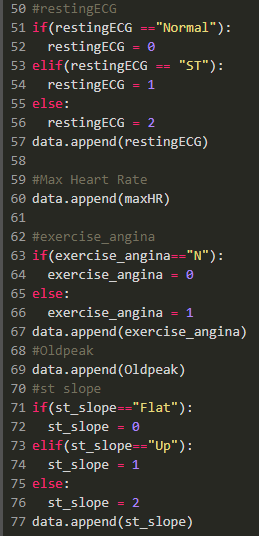 50 #restingECG
51 if(restingECG =="Normal"):
52   restingECG = 0
53 elif(restingECG == "ST"):
54   restingECG = 1
55 else:
56   restingECG = 2
57 data.append(restingECG)
58
59 #Max Heart Rate
60 data.append(maxHR)
61
62 #exercise_angina
63 if(exercise_angina=="N"):
64   exercise_angina = 0
65 else:
66   exercise_angina = 1
67 data.append(exercise_angina)
68 #Oldpeak
69 data.append(Oldpeak)
70 #st slope
71 if(st_slope=="Flat"):
72   st_slope = 0
73 elif(st_slope=="Up"):
74   st_slope = 1
75 else:
76   st_slope = 2
77 data.append(st_slope)